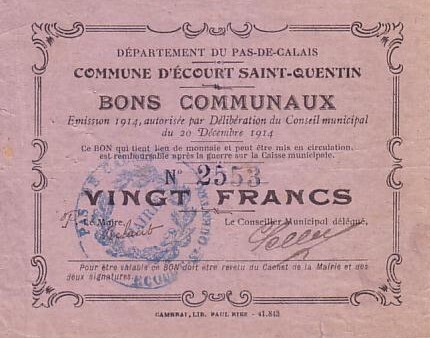 DÉPARTEMENT DU PAS-DE-CALAIS
COMMUNE D'ÉCOURT SAINT-QUENTIN
BONS COMMUNAUX
Emission 1914, autorisée par Délibération du Conseil municipal
du 20 Décembre 1914
Ce BON qui tient lieu de monnaie et peut être mis en circulation,
est remboursable après la guerre sur la Caisse municipale.
N° 2553
VINGT FRANCS
Le Maire, Le Conseiller Municipal délégué,
Pour être valable ce BON doit être revêtu du Cachet de la Mairie et des
deux signatures.
CAMBRAI, LIB. PAUL RIEZ - 41.843